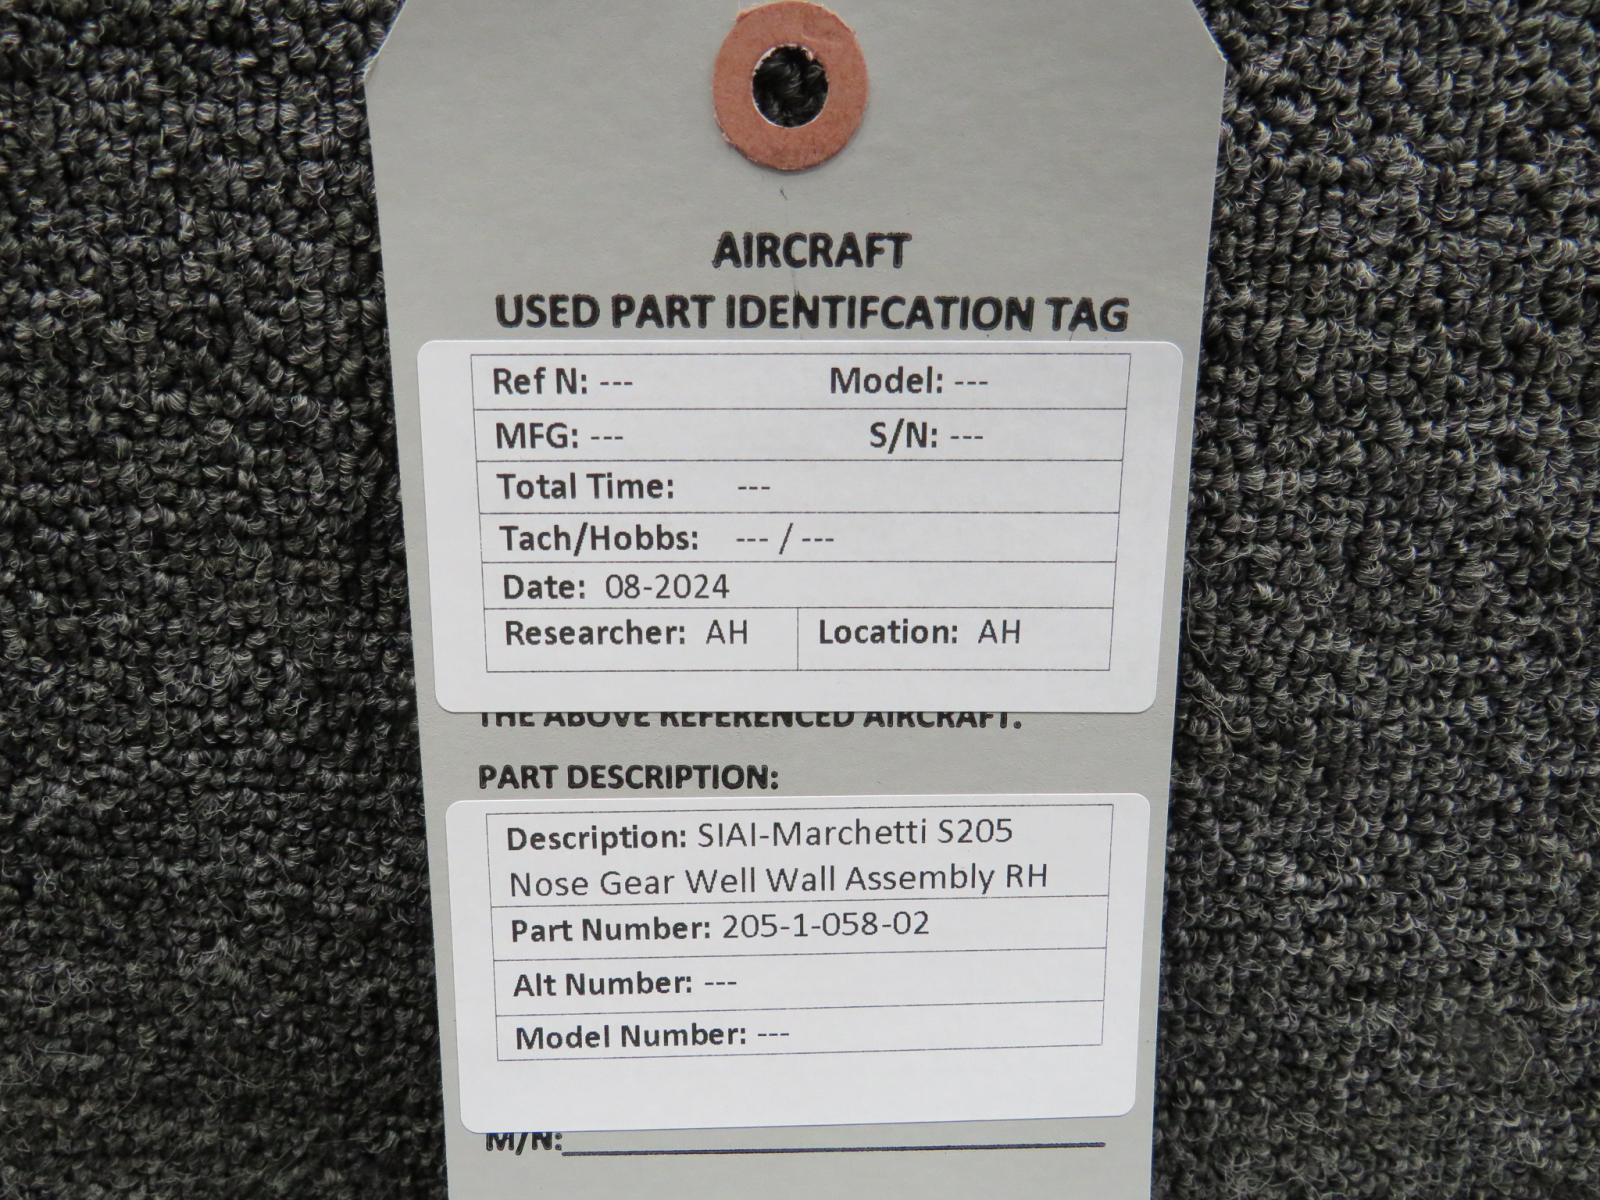 AIRCRAFT
USED PART IDENTIFCATION TAG
Ref N: --- Model: ---
MFG: --- S/N: ---
Total Time: ---
Tach/Hobbs: --- / ---
Date: 08-2024
Researcher: AH Location: AH
THE ABOVE REFERENCED AIRCRAFT.
PART DESCRIPTION:
Description: SIAI-Marchetti S205
Nose Gear Well Wall Assembly RH
Part Number: 205-1-058-02
Alt Number: ---
Model Number: ---
M/N: